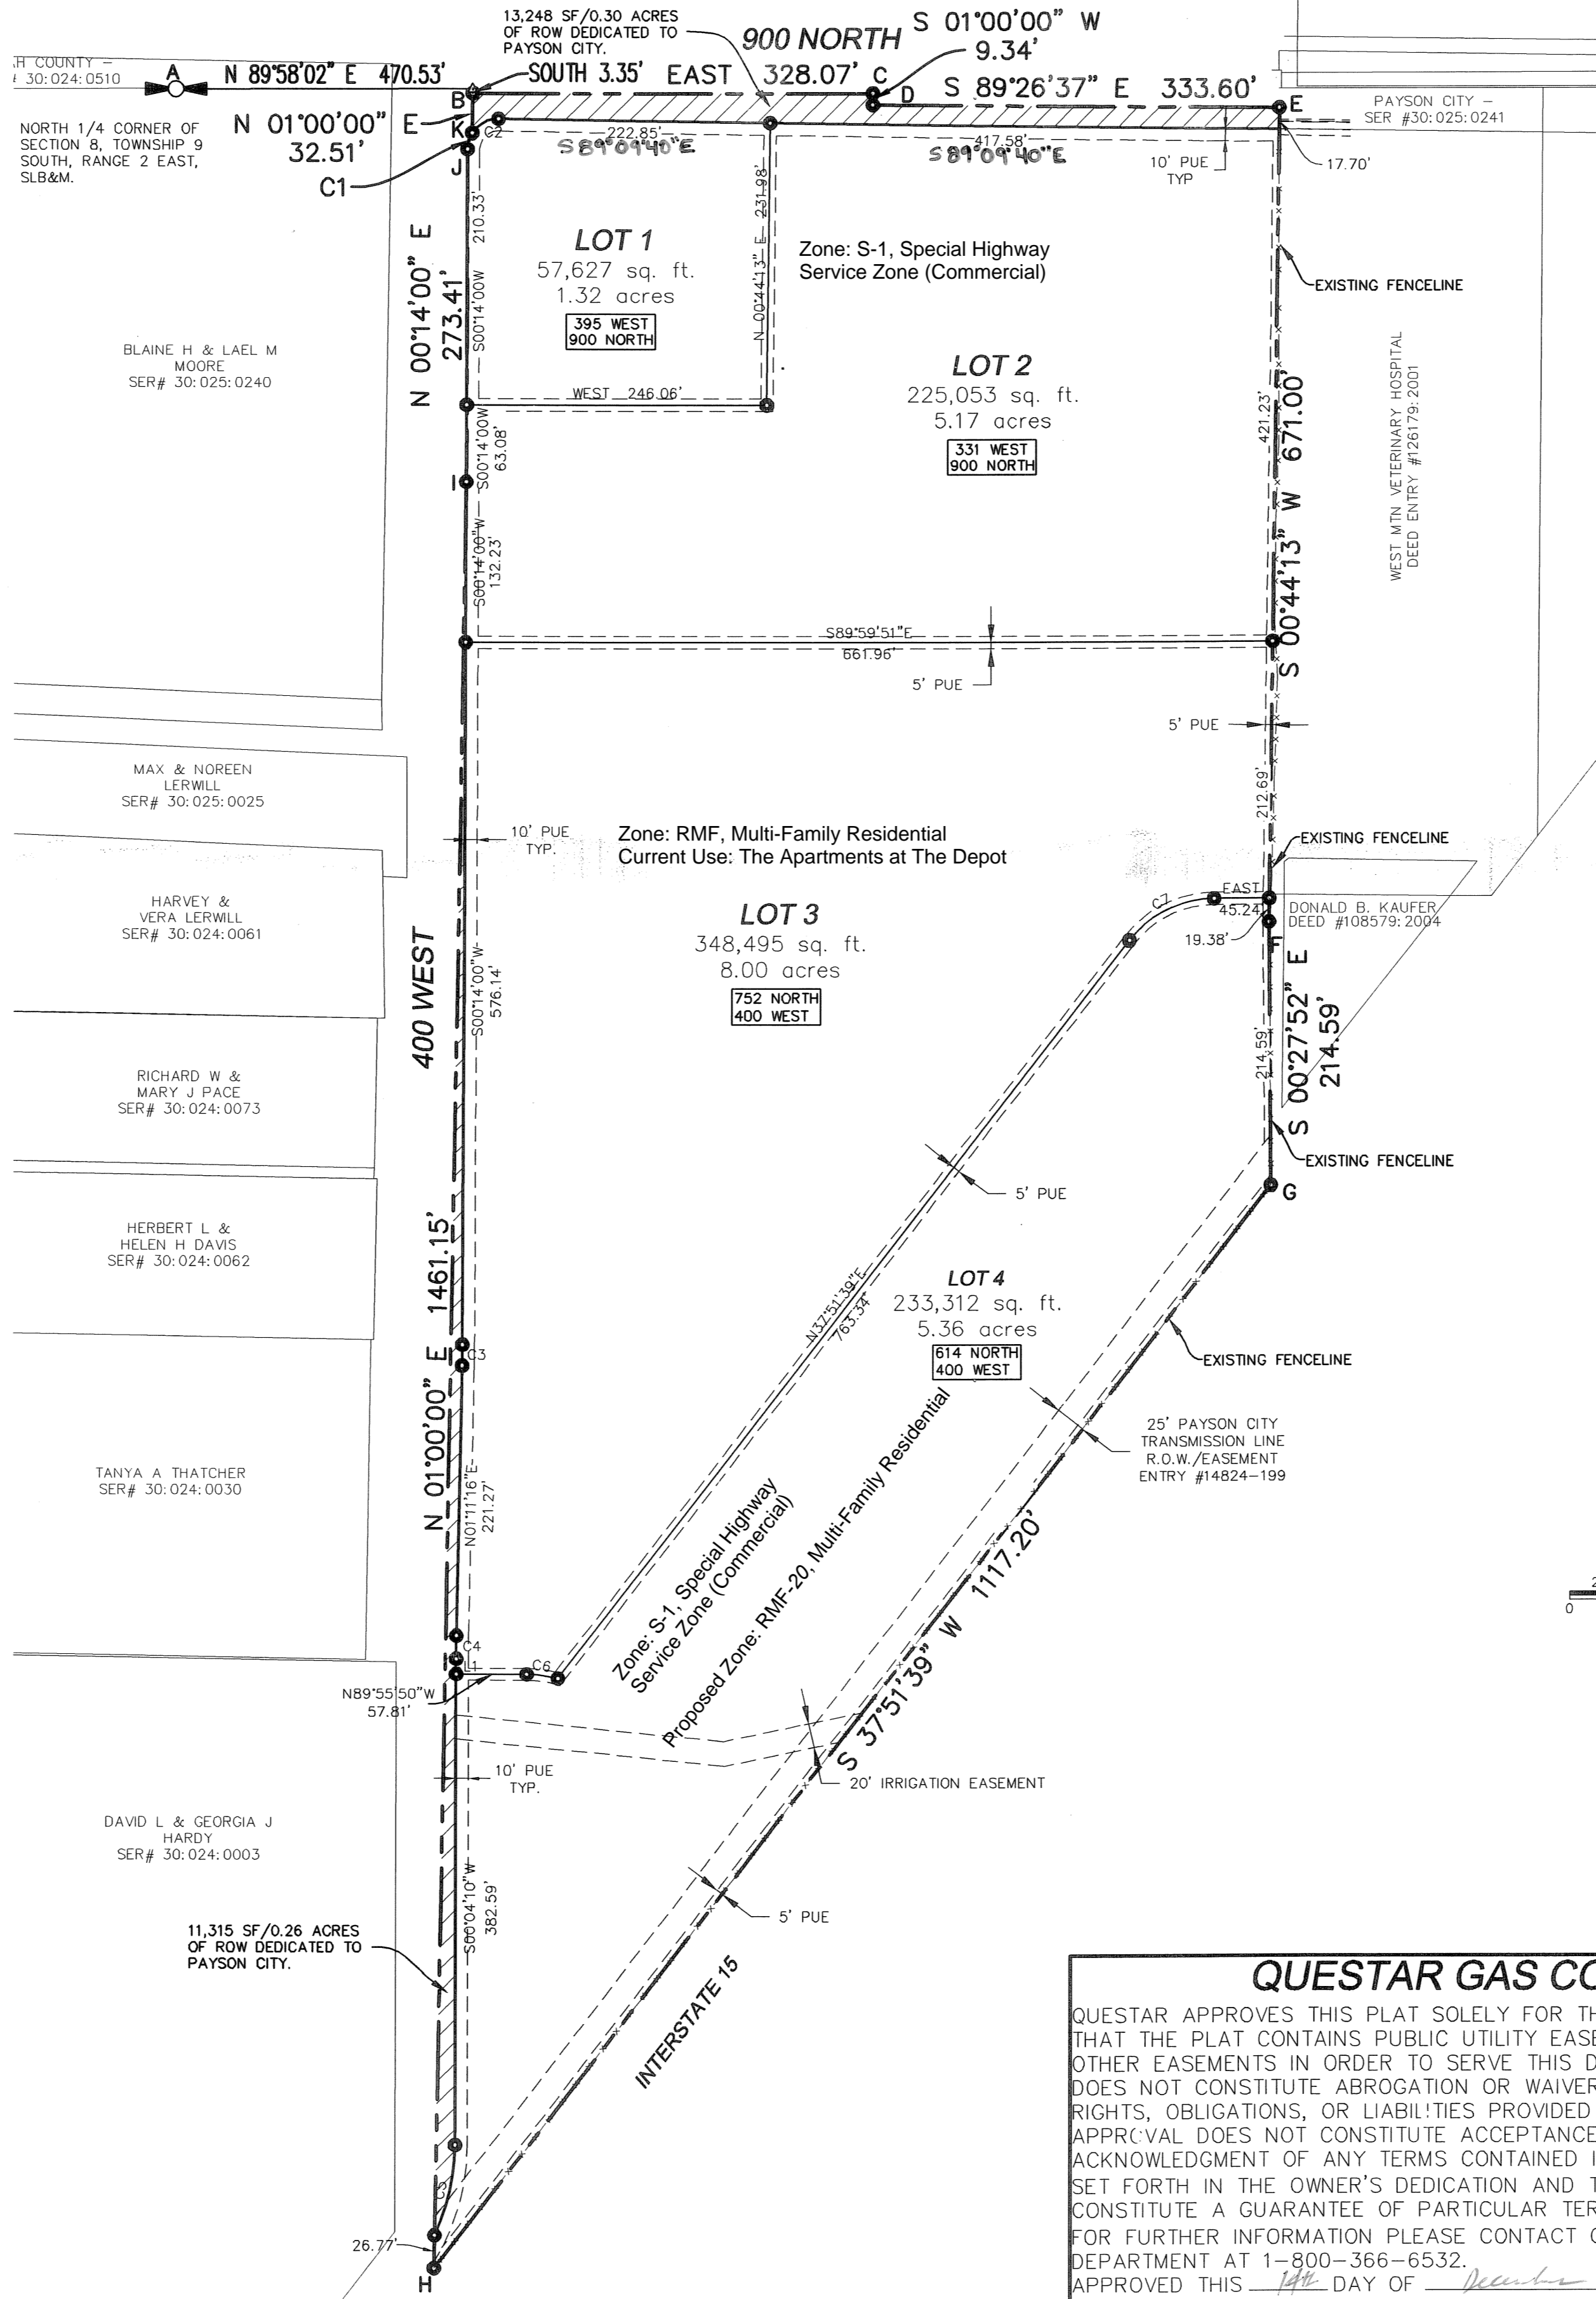 13,248 SF/0.30 ACRES
OF ROW DEDICATED TO
PAYSON CITY.
900 NORTH
S 01°00'00" W
9.34'
H COUNTY –
30:024:0510
A
N 89°58'02" E 470.53'
SOUTH 3.35'
EAST 328.07'
C
D
S 89°26'37" E 333.60'
E
PAYSON CITY –
SER #30:025:0241
B
K
J
NORTH 1/4 CORNER OF
SECTION 8, TOWNSHIP 9
SOUTH, RANGE 2 EAST,
SLB&M.
N 01°00'00" E
32.51'
C1
C2
222.85'
S89°09'40"E
417.58'
S89°09'40"E
10' PUE
TYP
17.70'
N 00°14'00" E
273.41'
S00°14'00W
210.33'
LOT 1
57,627 sq. ft.
1.32 acres
395 WEST
900 NORTH
N 00°44'13" E 231.98'
WEST 246.06'
Zone: S-1, Special Highway
Service Zone (Commercial)
EXISTING FENCELINE
LOT 2
225,053 sq. ft.
5.17 acres
331 WEST
900 NORTH
421.23'
S 00°44'13" W 671.00'
WEST MTN VETERINARY HOSPITAL
DEED ENTRY #126179:2001
BLAINE H & LAEL M
MOORE
SER# 30:025:0240
S00°14'00W
63.08'
I
S00°14'00"W
132.23'
S89°59'51"E
661.96'
5' PUE
5' PUE
212.69'
MAX & NOREEN
LERWILL
SER# 30:025:0025
10' PUE
TYP.
Zone: RMF, Multi-Family Residential
Current Use: The Apartments at The Depot
EXISTING FENCELINE
HARVEY &
VERA LERWILL
SER# 30:024:0061
400 WEST
S00°14'00"W
576.14'
LOT 3
348,495 sq. ft.
8.00 acres
752 NORTH
400 WEST
C7
EAST
45.24'
19.38'
F
DONALD B. KAUFER
DEED #108579:2004
214.59'
S 00°27'52" E
214.59'
RICHARD W &
MARY J PACE
SER# 30:024:0073
EXISTING FENCELINE
G
5' PUE
HERBERT L &
HELEN H DAVIS
SER# 30:024:0062
N 01°00'00" E 1461.15'
C3
N37°51'39"E
763.34'
LOT 4
233,312 sq. ft.
5.36 acres
614 NORTH
400 WEST
EXISTING FENCELINE
25' PAYSON CITY
TRANSMISSION LINE
R.O.W./EASEMENT
ENTRY #14824-199
TANYA A THATCHER
SER# 30:024:0030
N01°11'16"E
221.27'
Zone: S-1, Special Highway
Service Zone (Commercial)
Proposed Zone: RMF-20, Multi-Family Residential
S 37°51'39" W 1117.20'
2
0
C4
L1
C6
N89°55'50"W
57.81'
10' PUE
TYP.
20' IRRIGATION EASEMENT
DAVID L & GEORGIA J
HARDY
SER# 30:024:0003
5' PUE
11,315 SF/0.26 ACRES
OF ROW DEDICATED TO
PAYSON CITY.
S00°04'10"W
382.59'
INTERSTATE 15
26.77'
H
QUESTAR GAS CO
QUESTAR APPROVES THIS PLAT SOLELY FOR TH
THAT THE PLAT CONTAINS PUBLIC UTILITY EASE
OTHER EASEMENTS IN ORDER TO SERVE THIS D
DOES NOT CONSTITUTE ABROGATION OR WAIVER
RIGHTS, OBLIGATIONS, OR LIABILITIES PROVIDED
APPROVAL DOES NOT CONSTITUTE ACCEPTANCE
ACKNOWLEDGMENT OF ANY TERMS CONTAINED I
SET FORTH IN THE OWNER'S DEDICATION AND T
CONSTITUTE A GUARANTEE OF PARTICULAR TER
FOR FURTHER INFORMATION PLEASE CONTACT
DEPARTMENT AT 1-800-366-6532.
APPROVED THIS 14th DAY OF December